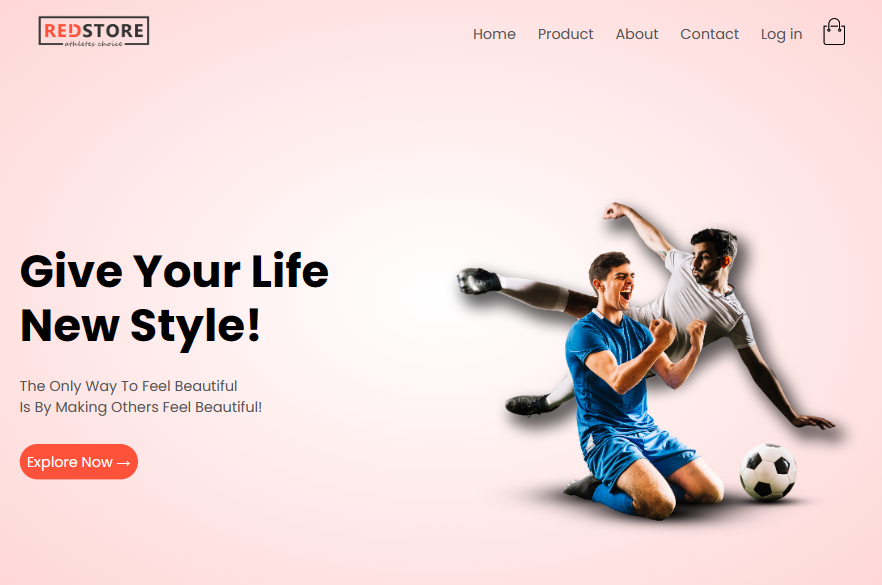 REDSTORE
athletes choice
Home Product About Contact Log in
Give Your Life
New Style!
The Only Way To Feel Beautiful
Is By Making Others Feel Beautiful!
Explore Now →